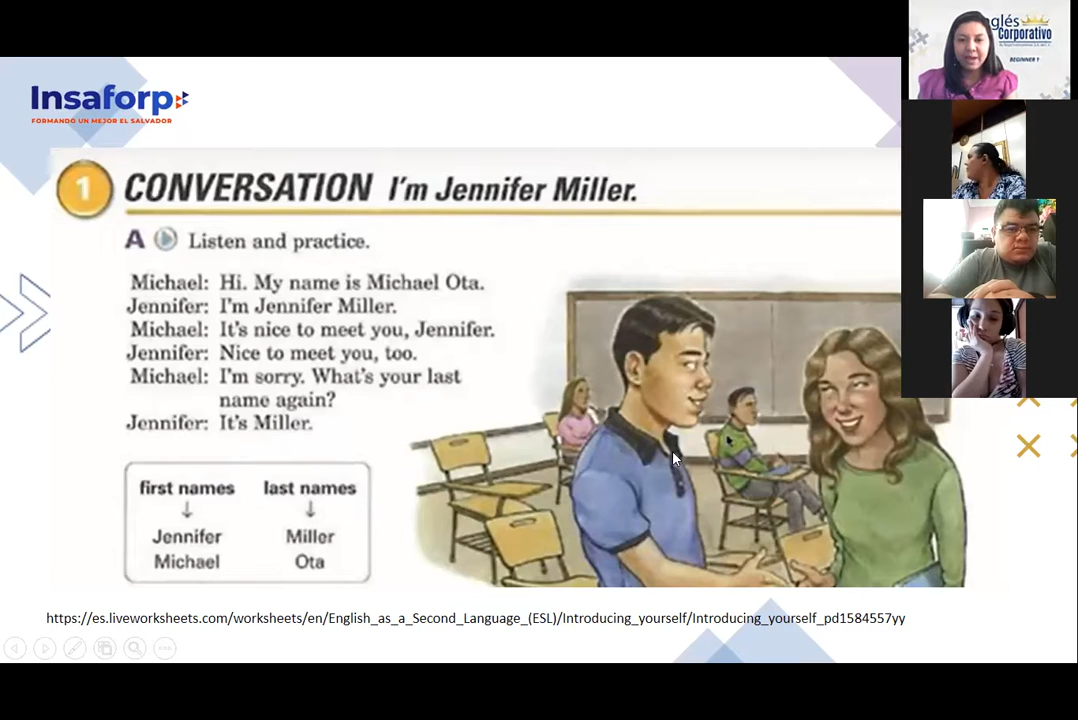 Insaforp
FORMANDO UN MEJOR EL SALVADOR
1 CONVERSATION I'm Jennifer Miller.
A Listen and practice.
Michael: Hi. My name is Michael Ota.
Jennifer: I'm Jennifer Miller.
Michael: It's nice to meet you, Jennifer.
Jennifer: Nice to meet you, too.
Michael: I'm sorry. What's your last
name again?
Jennifer: It's Miller.
first names last names
Jennifer Miller
Michael Ota
https://es.liveworksheets.com/worksheets/en/English_as_a_Second_Language_(ESL)/Introducing_yourself/Introducing_yourself_pd1584557yy
glés
Corporativo
BEGINNER 1